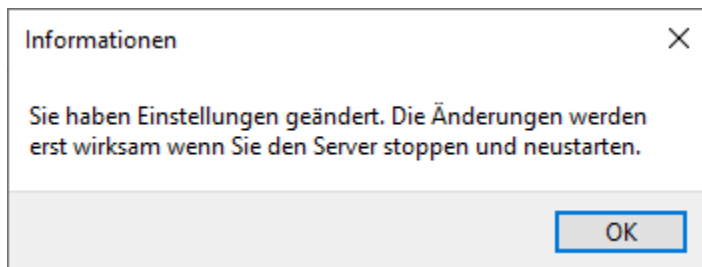 Informationen
Sie haben Einstellungen geändert. Die Änderungen werden
erst wirksam wenn Sie den Server stoppen und neustarten.
OK